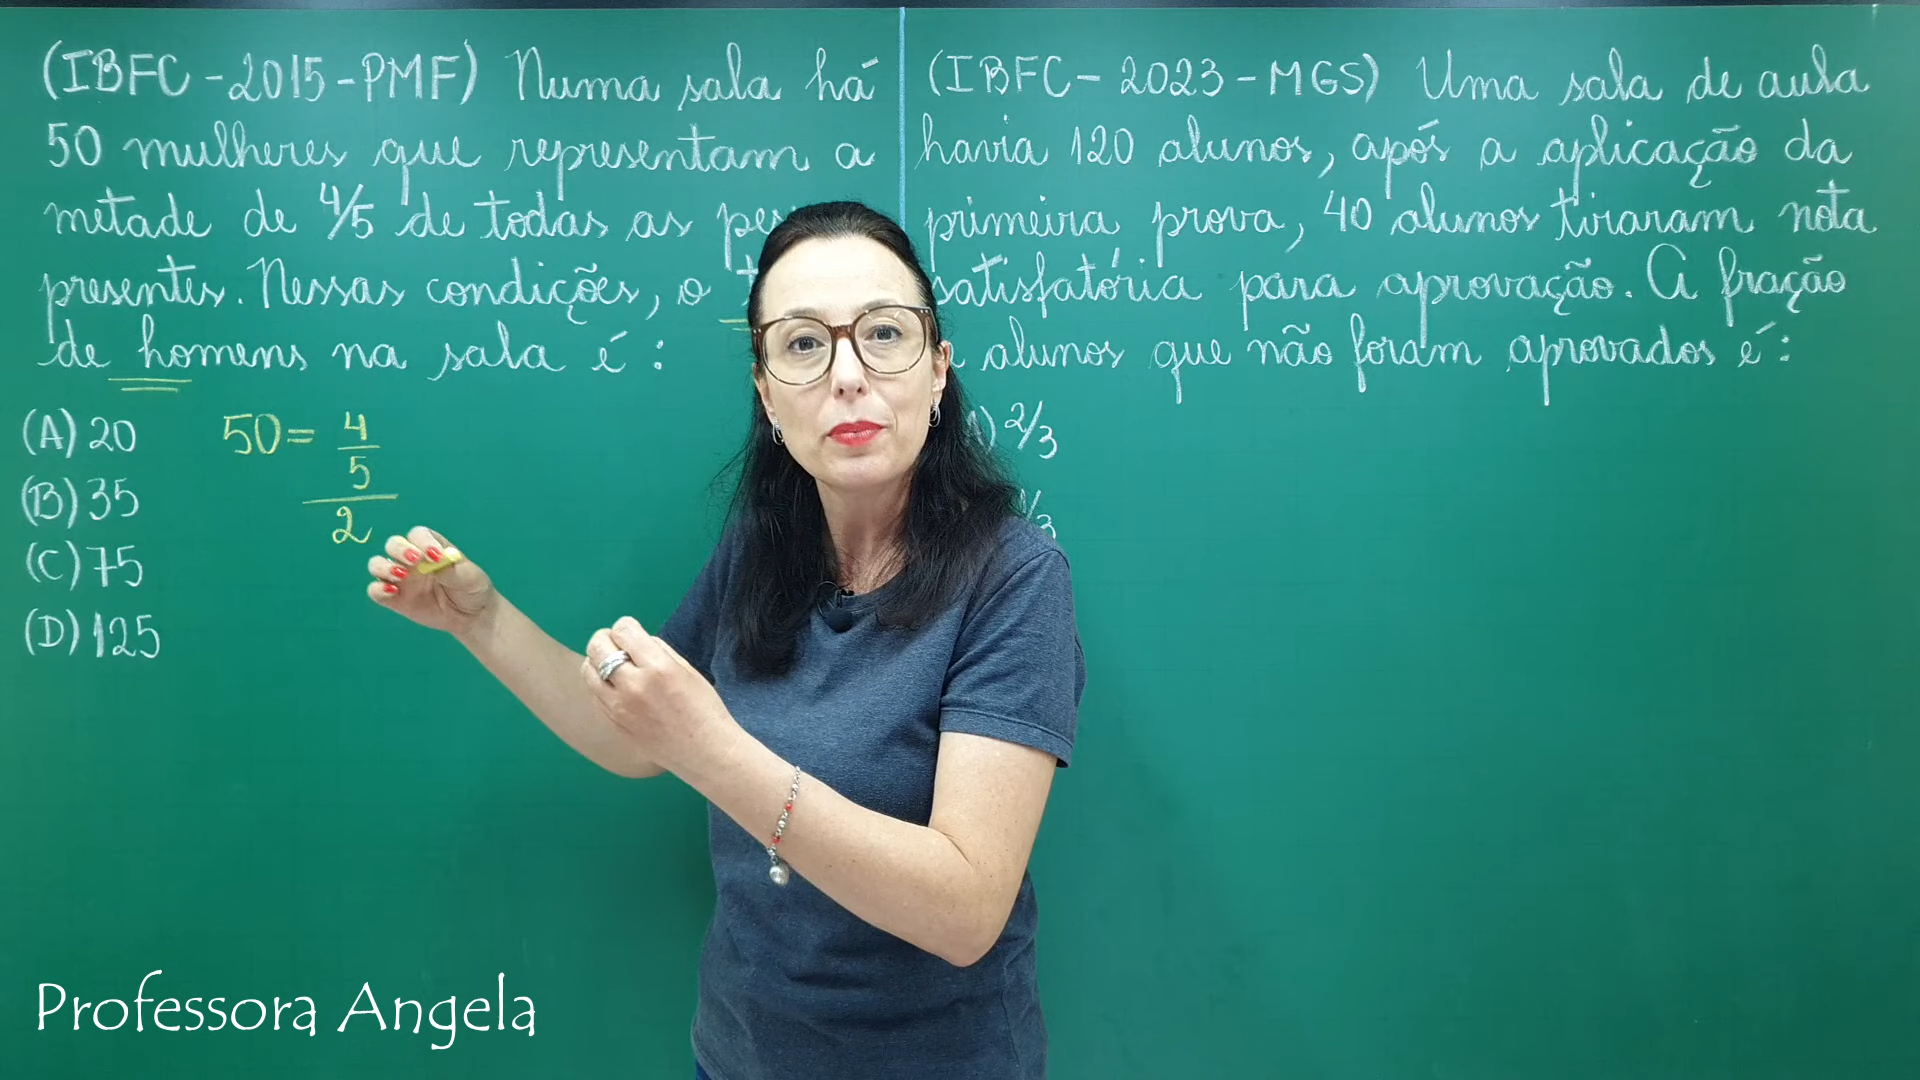 (IBFC-2015-PMF) Numa sala há
50 mulheres que representam a
metade de 4/5 de todas as
presentes. Nessas condições, o
de homens na sala é:
(A) 20
(B) 35
(C) 75
(D) 125
50 = 4
5
2
(IBFC-2023-MGS) Uma sala de aula
havia 120 alunos, após a aplicação da
primeira prova, 40 alunos tiraram nota
satisfatória para aprovação. A fração
alunos que não foram aprovados é:
2/3
Professora Angela